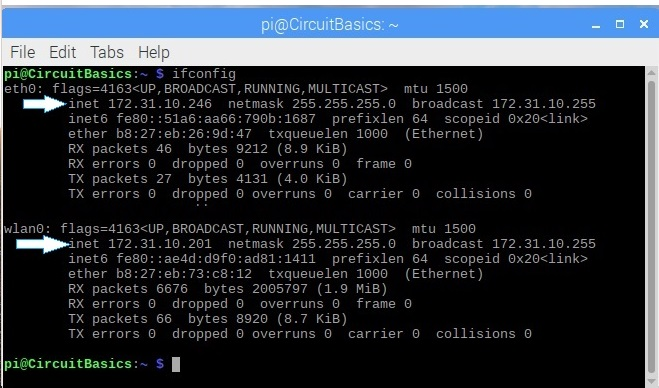 pi@CircuitBasics: ~
File Edit Tabs Help
pi@CircuitBasics:~ $ ifconfig
eth0: flags=4163<UP,BROADCAST,RUNNING,MULTICAST>  mtu 1500
inet 172.31.10.246  netmask 255.255.255.0  broadcast 172.31.10.255
inet6 fe80::51a6:aa66:790b:1687  prefixlen 64  scopeid 0x20<link>
ether b8:27:eb:26:9d:47  txqueuelen 1000  (Ethernet)
RX packets 46  bytes 9212 (8.9 KiB)
RX errors 0  dropped 0  overruns 0  frame 0
TX packets 27  bytes 4131 (4.0 KiB)
TX errors 0  dropped 0 overruns 0  carrier 0  collisions 0
wlan0: flags=4163<UP,BROADCAST,RUNNING,MULTICAST>  mtu 1500
inet 172.31.10.201  netmask 255.255.255.0  broadcast 172.31.10.255
inet6 fe80::ae4d:d9f0:ad81:1411  prefixlen 64  scopeid 0x20<link>
ether b8:27:eb:73:c8:12  txqueuelen 1000  (Ethernet)
RX packets 6676  bytes 2005797 (1.9 MiB)
RX errors 0  dropped 0  overruns 0  frame 0
TX packets 66  bytes 8920 (8.7 KiB)
TX errors 0  dropped 0 overruns 0  carrier 0  collisions 0
pi@CircuitBasics:~ $